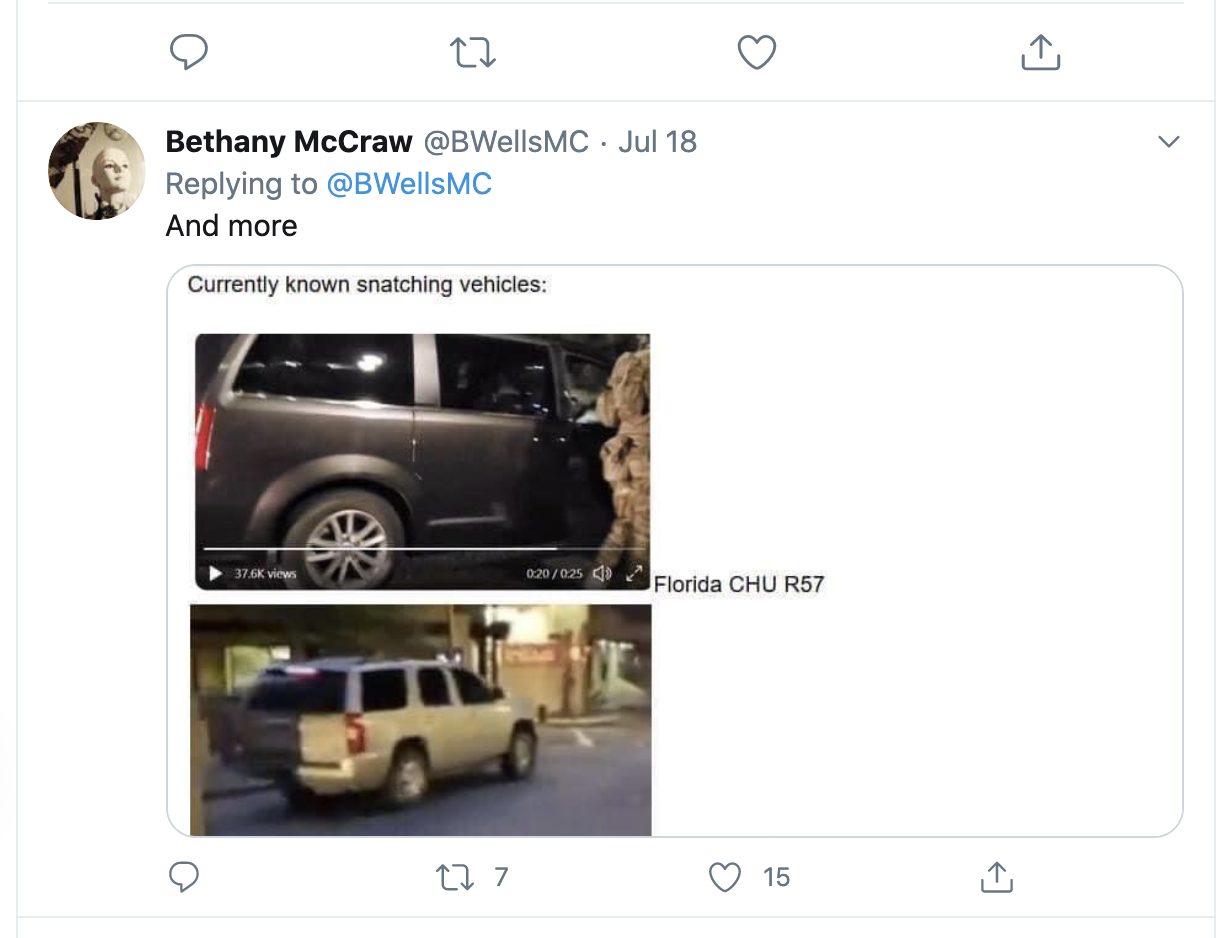 Bethany McCraw @BWellsMC · Jul 18
Replying to @BWellsMC
And more
Currently known snatching vehicles:
37.6K views 0:20 / 0:25
Florida CHU R57
7 15